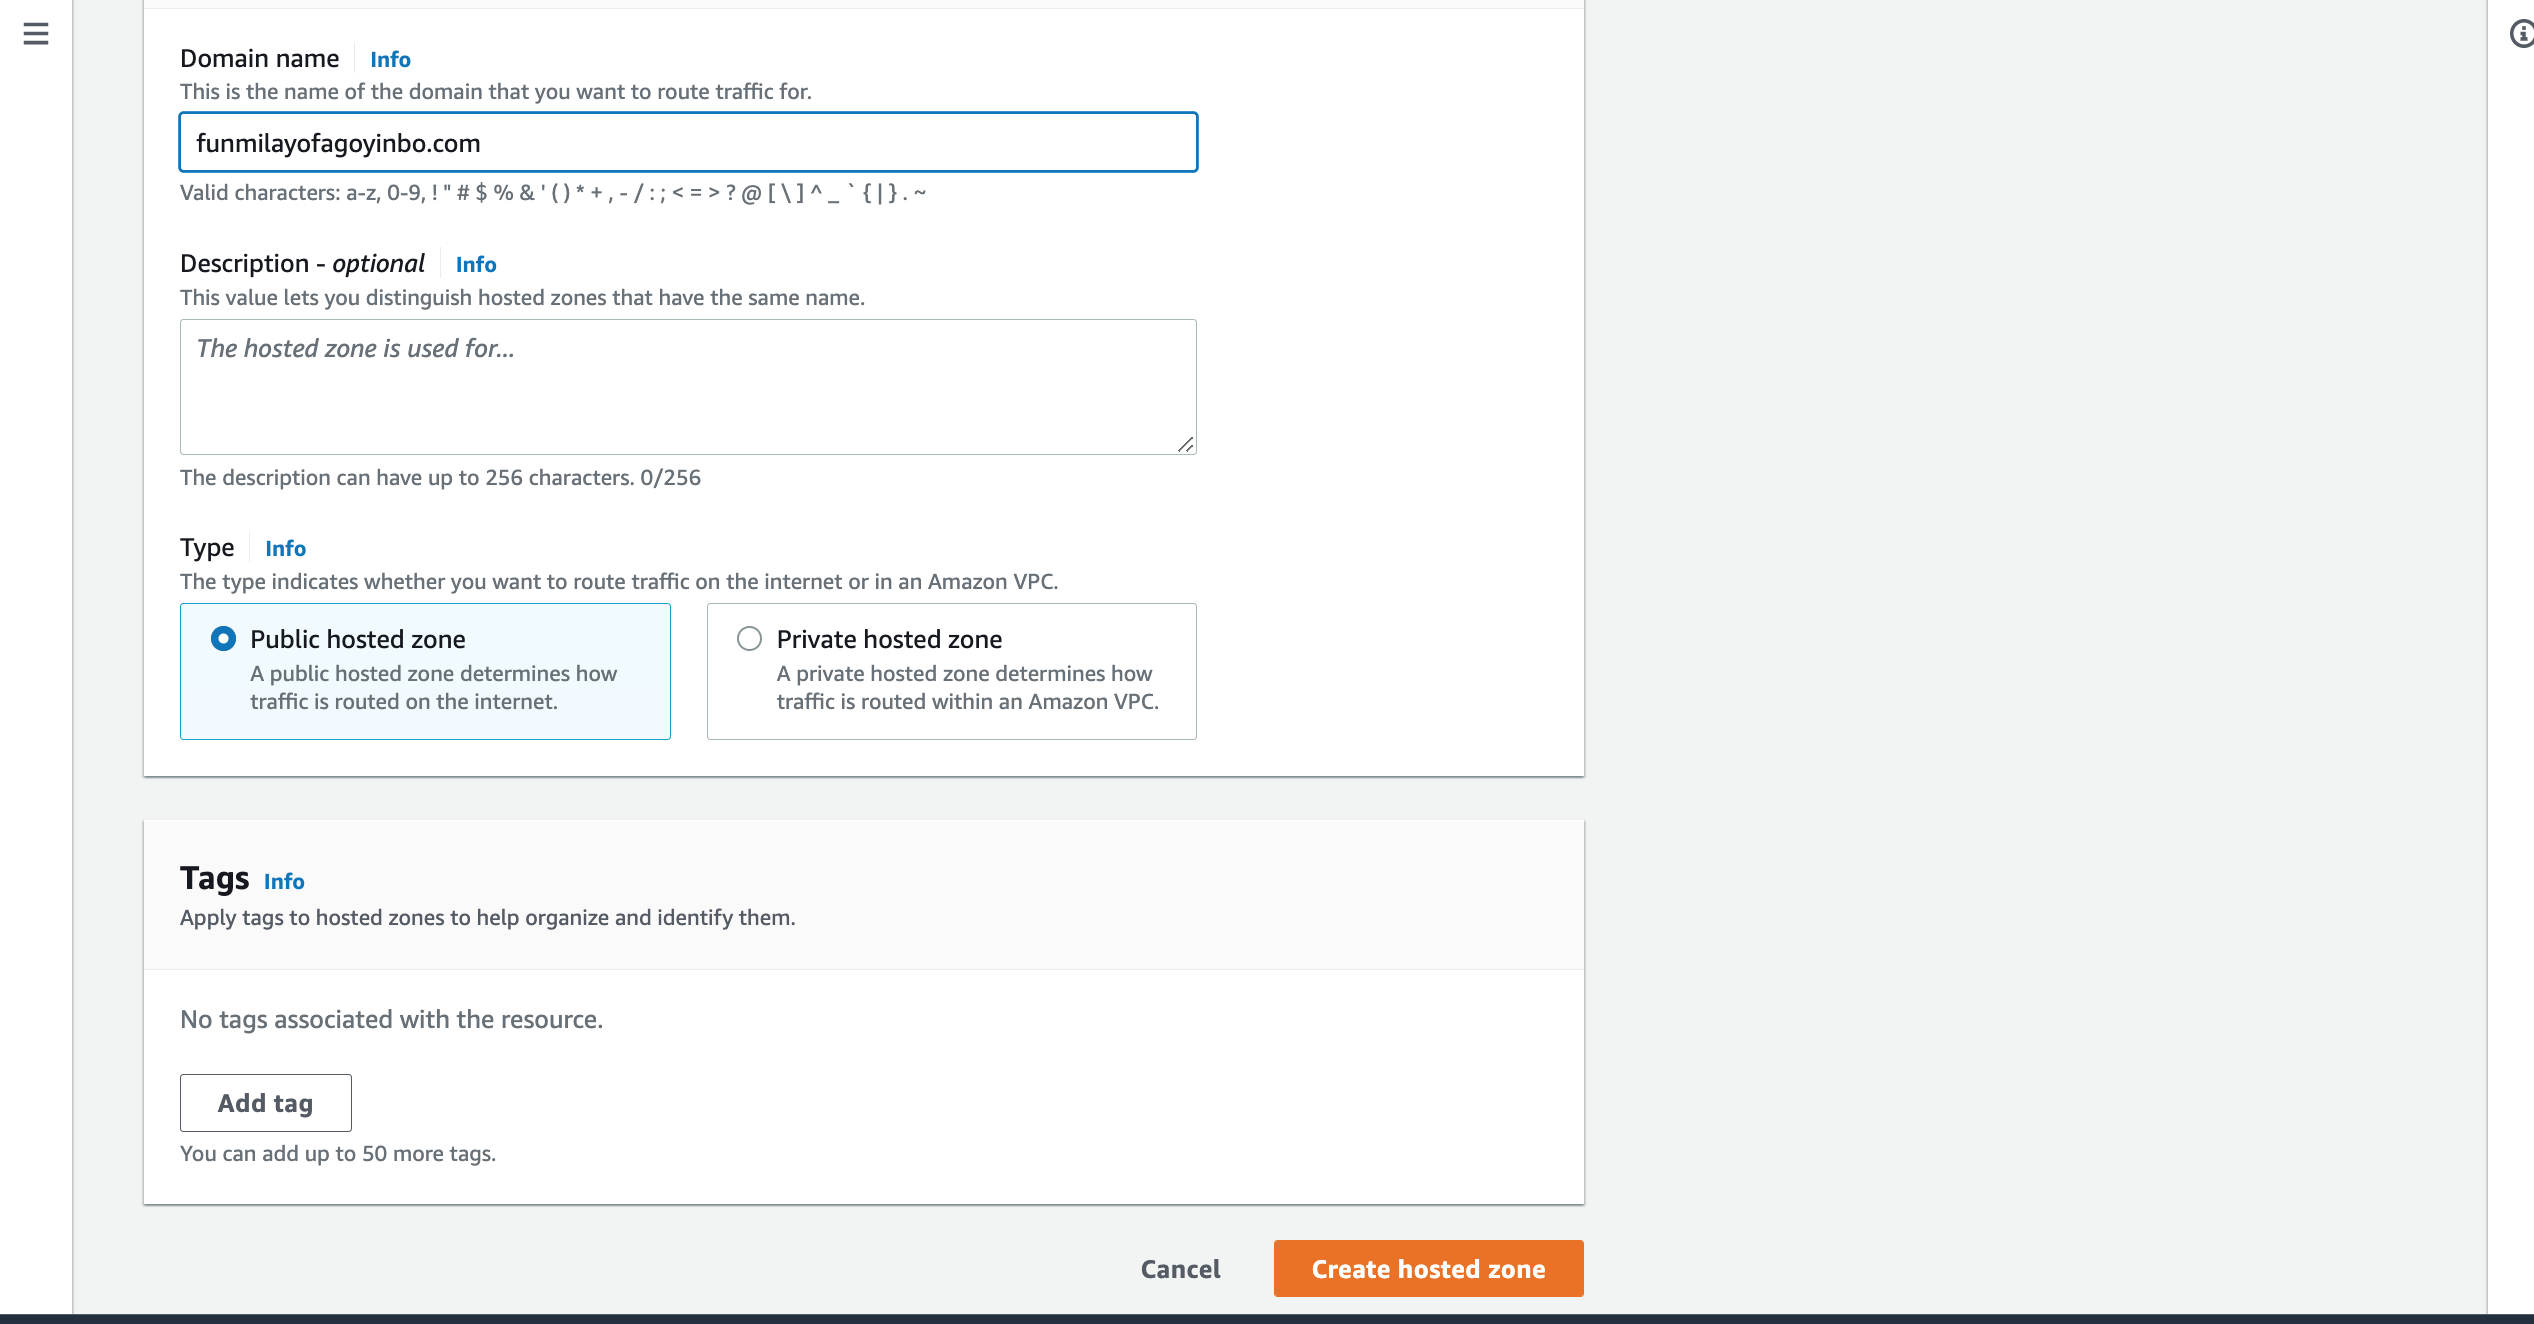 Domain name Info
This is the name of the domain that you want to route traffic for.
funmilayofagoyinbo.com
Valid characters: a-z, 0-9, ! " # $ % & ' ( ) * + , - / : ; < = > ? @ [ \ ] ^ _ ` { | } . ~
Description - optional Info
This value lets you distinguish hosted zones that have the same name.
The hosted zone is used for...
The description can have up to 256 characters. 0/256
Type Info
The type indicates whether you want to route traffic on the internet or in an Amazon VPC.
Public hosted zone
A public hosted zone determines how
traffic is routed on the internet.
Private hosted zone
A private hosted zone determines how
traffic is routed within an Amazon VPC.
Tags Info
Apply tags to hosted zones to help organize and identify them.
No tags associated with the resource.
Add tag
You can add up to 50 more tags.
Cancel
Create hosted zone